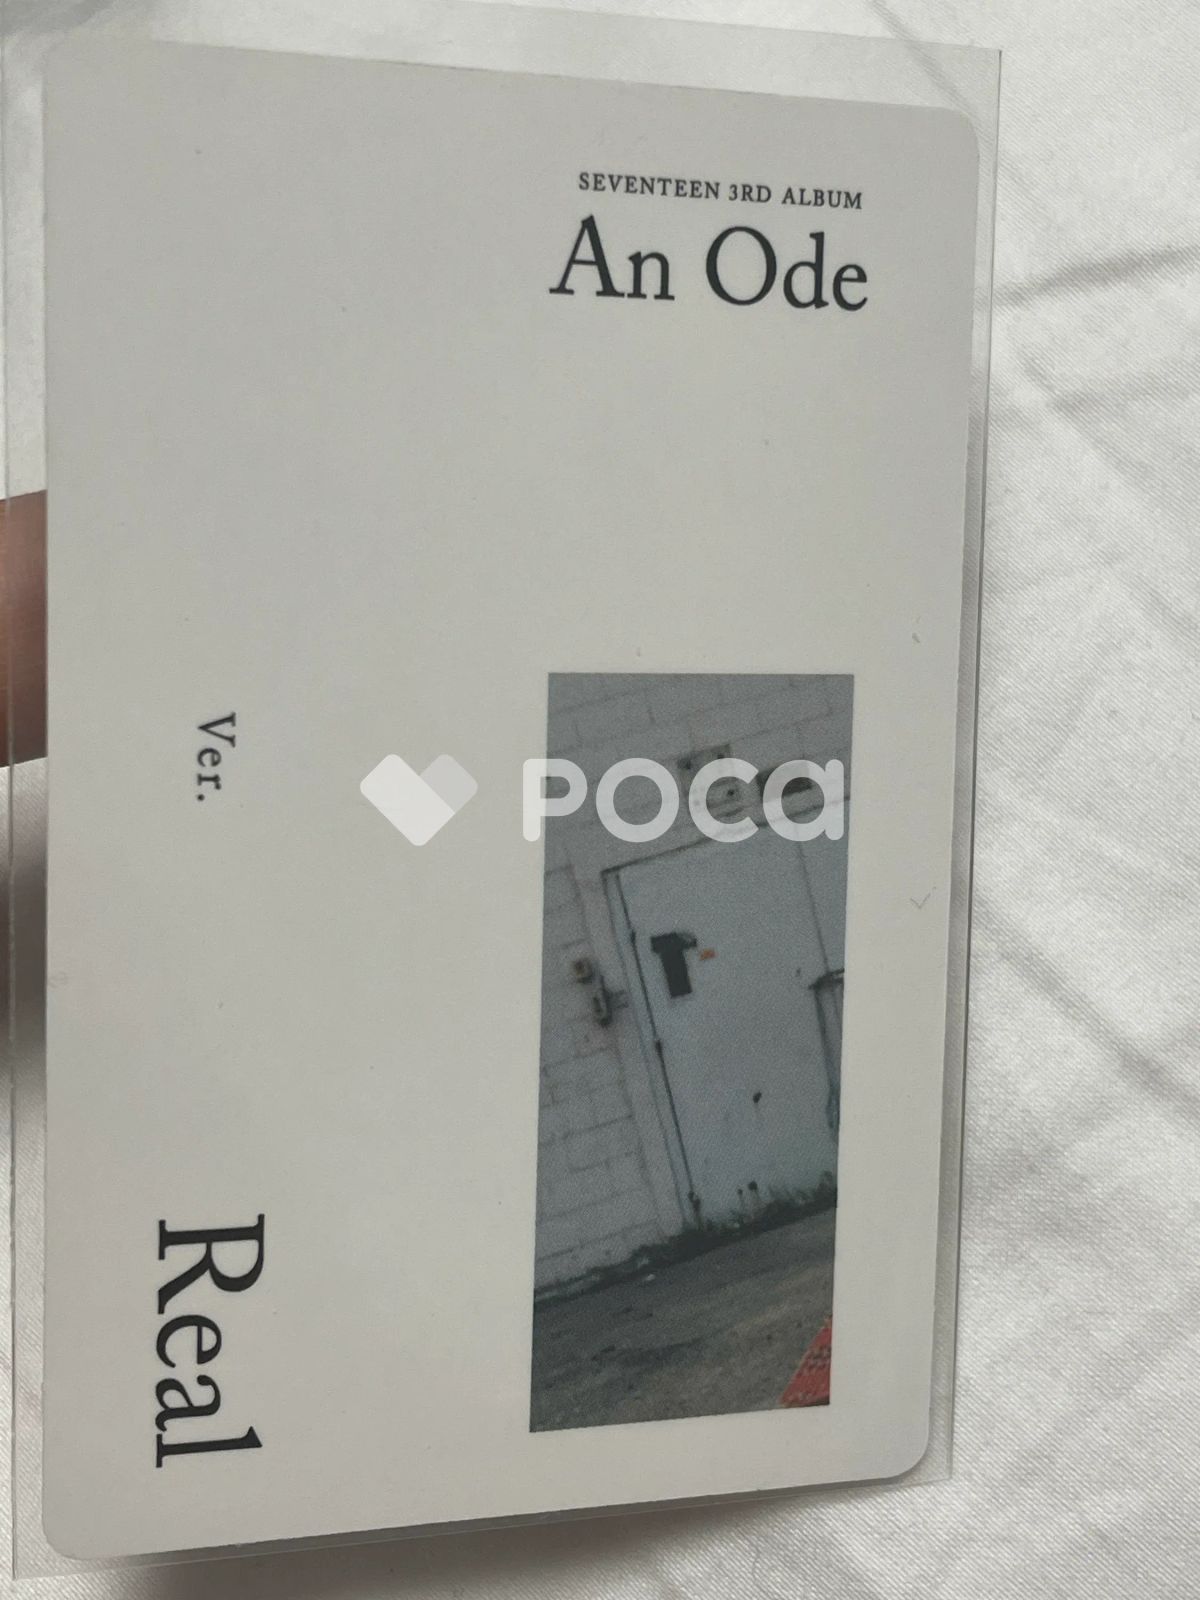 SEVENTEEN 3RD ALBUM
An Ode
POCA
Ver.
Real